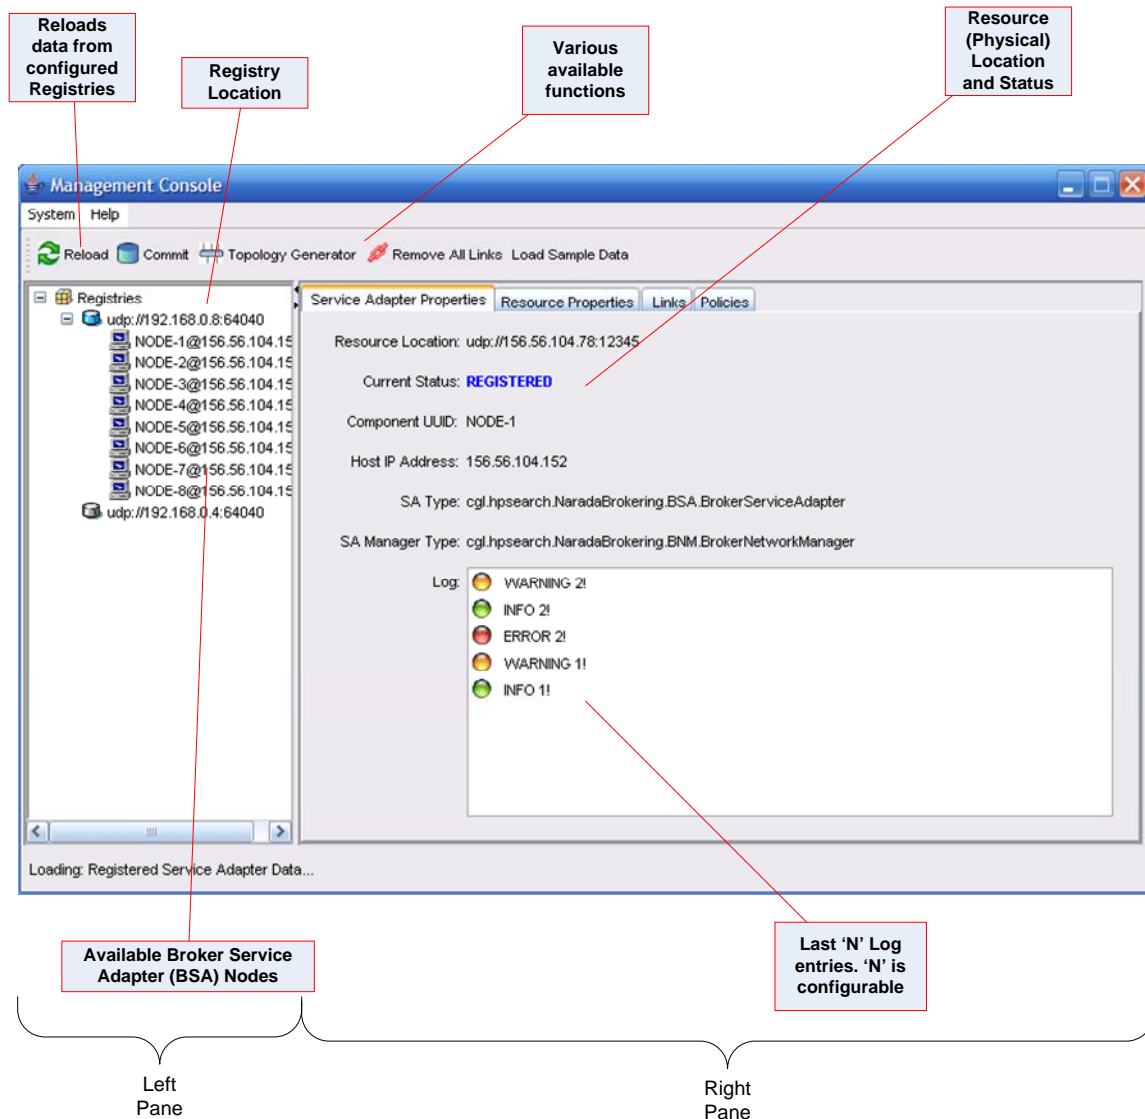 Reloads
data from
configured
Registries
Registry
Location
Various
available
functions
Resource
(Physical)
Location
and Status
Management Console
System Help
Reload Commit Topology Generator Remove All Links Load Sample Data
Registries
udp://192.168.0.8:64040
NODE-1@156.56.104.15
NODE-2@156.56.104.15
NODE-3@156.56.104.15
NODE-4@156.56.104.15
NODE-5@156.56.104.15
NODE-6@156.56.104.15
NODE-7@156.56.104.15
NODE-8@156.56.104.15
udp://192.168.0.4:64040
Service Adapter Properties Resource Properties Links Policies
Resource Location: udp://156.56.104.78:12345
Current Status: REGISTERED
Component UUID: NODE-1
Host IP Address: 156.56.104.152
SA Type: cgl.hpsearch.NaradaBrokering.BSA.BrokerServiceAdapter
SA Manager Type: cgl.hpsearch.NaradaBrokering.BNM.BrokerNetworkManager
Log: WARNING 2!
INFO 2!
ERROR 2!
WARNING 1!
INFO 1!
Loading: Registered Service Adapter Data...
Available Broker Service
Adapter (BSA) Nodes
Last ‘N’ Log
entries. ‘N’ is
configurable
Left
Pane
Right
Pane